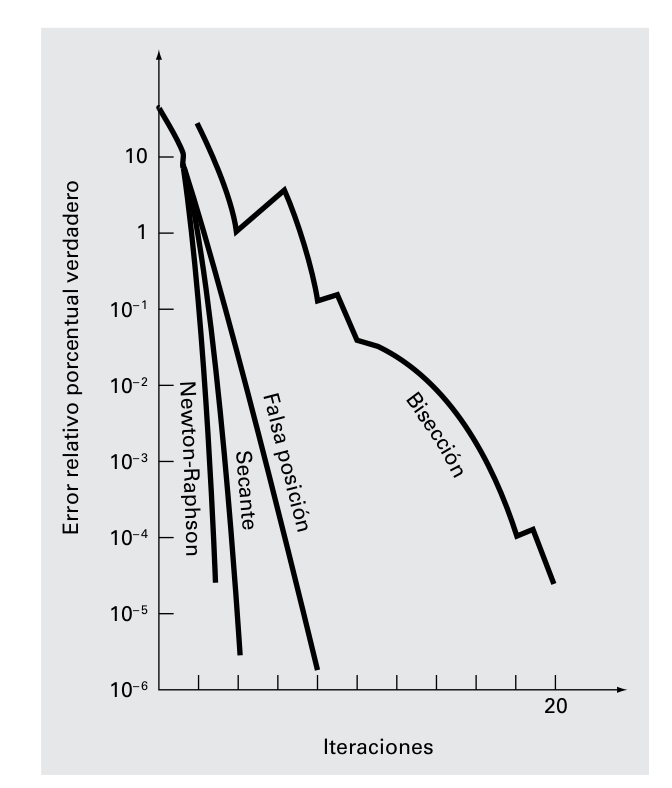 Error relativo porcentual verdadero
10
1
10⁻¹
10⁻²
10⁻³
10⁻⁴
10⁻⁵
10⁻⁶
Newton-Raphson
Secante
Falsa posición
Bisección
20
Iteraciones